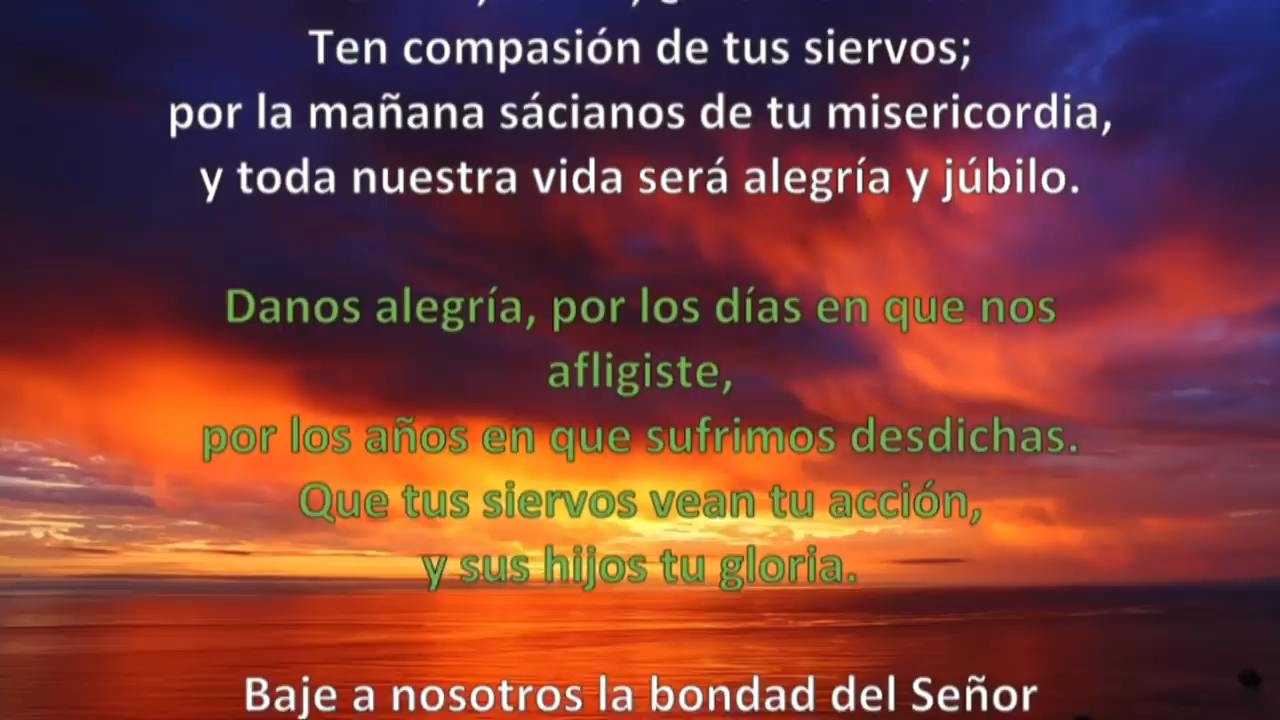 Ten compasión de tus siervos;
por la mañana sácianos de tu misericordia,
y toda nuestra vida será alegría y júbilo.
Danos alegría, por los días en que nos
afligiste,
por los años en que sufrimos desdichas.
Que tus siervos vean tu acción,
y sus hijos tu gloria.
Baje a nosotros la bondad del Señor